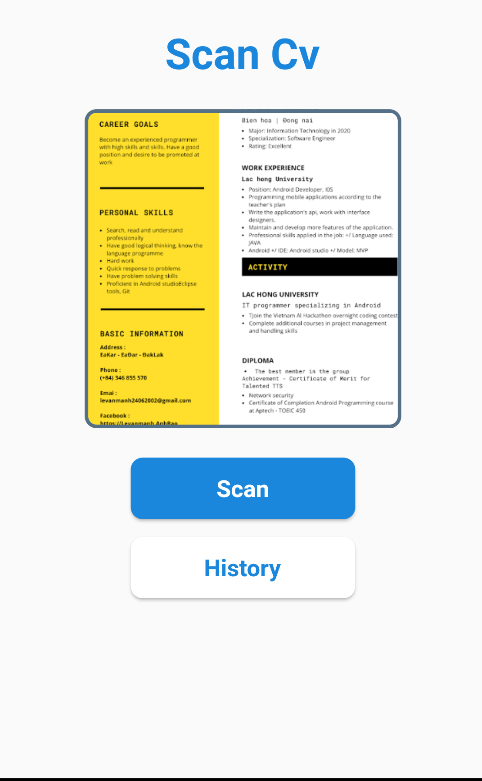 Scan Cv
CAREER GOALS
Become an experienced programmer
with high skills and skills. Have a good
position and desire to be promoted at
work
PERSONAL SKILLS
Search, read and understand
professionally
Have good logical thinking, know the
language programme
Hard work
Quick response to problems
Have problem solving skills
Proficient in Android studioEclipse
tools, Git
BASIC INFORMATION
Address :
EaKar - EaDar - ĐakLak
Phone :
(+84) 346 855 570
Emai :
levanmanh24062002@gmail.com
Facebook :
https://Levanmanh.AnhBao
Bien hoa | Đong nai
Major: Information Technology in 2020
Specialization: Software Engineer
Rating: Excellent
WORK EXPERIENCE
Lac hong University
Position: Android Developer, IOS
Programming mobile applications according to the
teacher's plan
Write the application's api, work with interface
designers.
Maintain and develop more features of the application.
Professional skills applied in the job: +/ Language used:
JAVA
Android +/ IDE: Android studio +/ Model: MVP
ACTIVITY
LAC HONG UNIVERSITY
IT programmer specializing in Android
Tjoin the Vietnam AI Hackathon overnight coding contest
Complete additional courses in project management
and handling skills
DIPLOMA
The best member in the group
Achievement - Certificate of Merit for
Talented TTS
Network security
Certificate of Completion Android Programming course
at Aptech - TOEIC 450
Scan
History